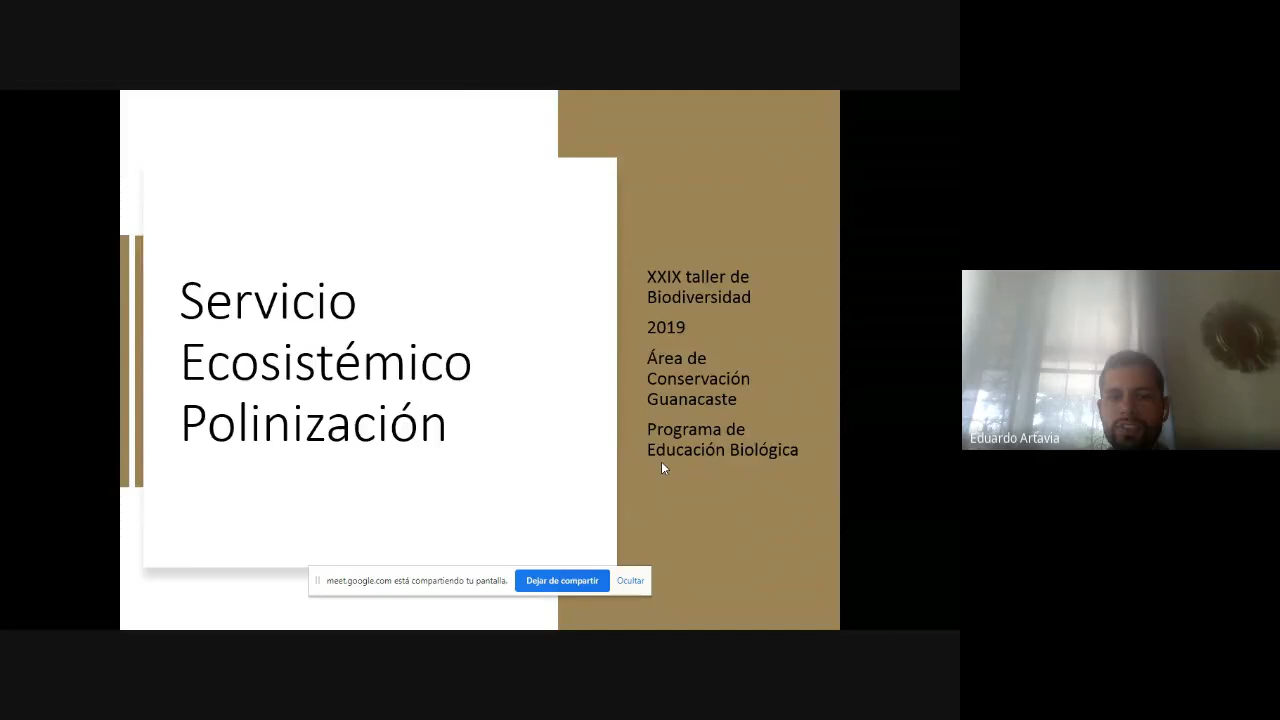 Servicio
Ecosistémico
Polinización
XXIX taller de
Biodiversidad
2019
Área de
Conservación
Guanacaste
Programa de
Educación Biológica
meet.google.com está compartiendo tu pantalla.
Dejar de compartir
Ocultar
Eduardo Artavia